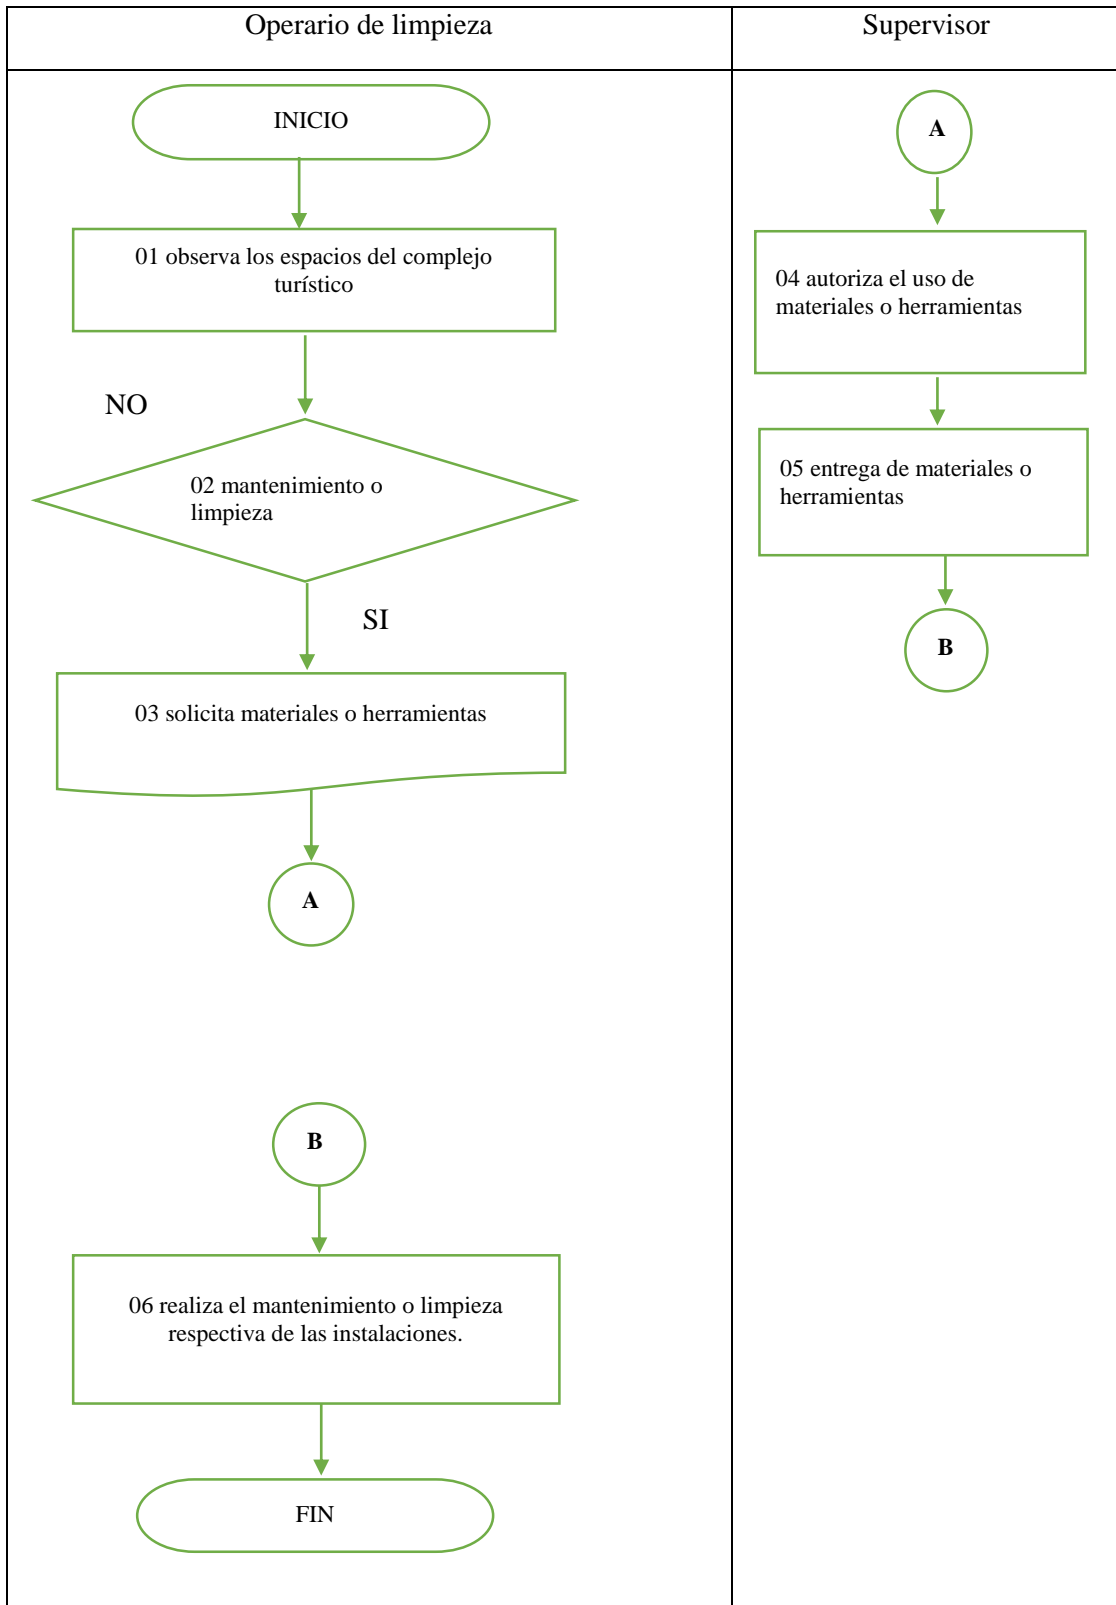 Operario de limpieza
Supervisor
INICIO
01 observa los espacios del complejo
turístico
NO
02 mantenimiento o
limpieza
SI
03 solicita materiales o herramientas
A
B
06 realiza el mantenimiento o limpieza
respectiva de las instalaciones.
FIN
A
04 autoriza el uso de
materiales o herramientas
05 entrega de materiales o
herramientas
B